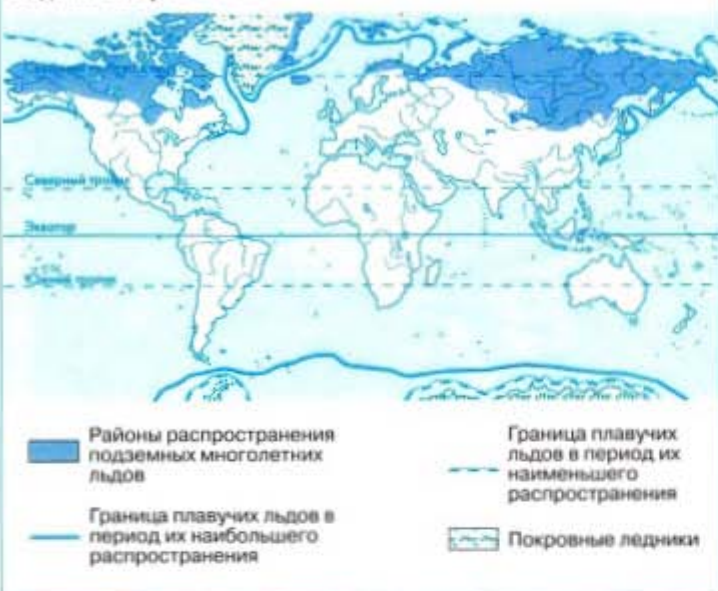 Северный тропик
Экватор
Южный тропик
Районы распространения
подземных многолетних
льдов
Граница плавучих льдов в
период их наибольшего
распространения
Граница плавучих
льдов в период их
наименьшего
распространения
Покровные ледники